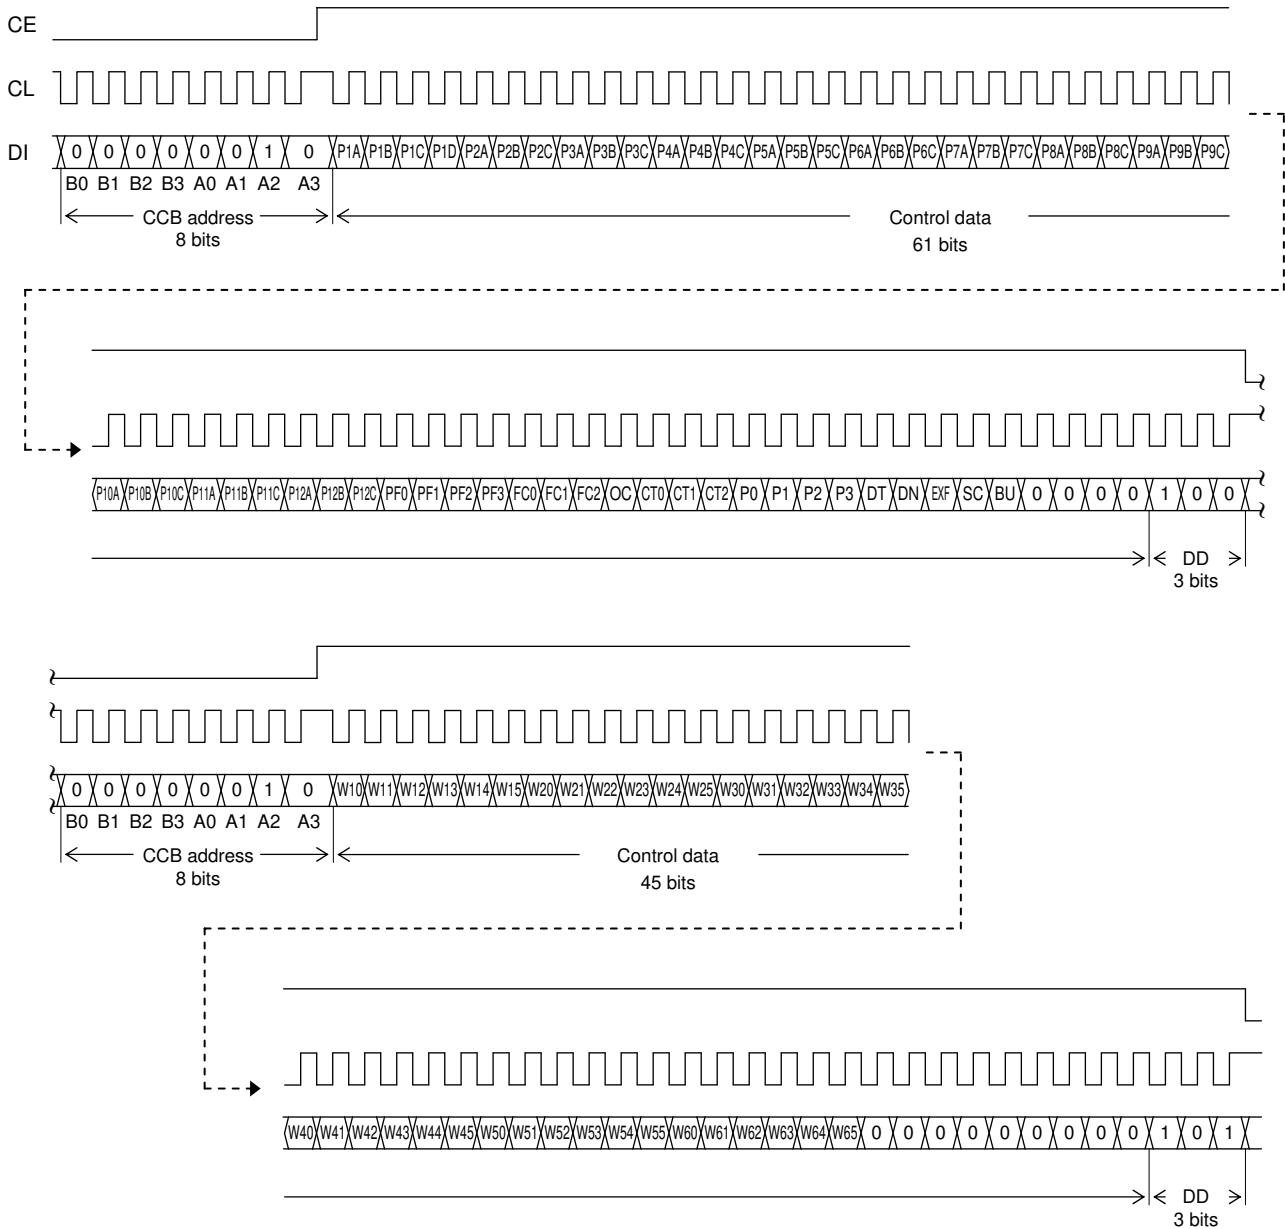 CE
CL
DI 0 0 0 0 0 0 1 0 P1A P1B P1C P1D P2A P2B P2C P3A P3B P3C P4A P4B P4C P5A P5B P5C P6A P6B P6C P7A P7B P7C P8A P8B P8C P9A P9B P9C
B0 B1 B2 B3 A0 A1 A2 A3
CCB address Control data
8 bits 61 bits
P10A P10B P10C P11A P11B P11C P12A P12B P12C PF0 PF1 PF2 PF3 FC0 FC1 FC2 OC CT0 CT1 CT2 P0 P1 P2 P3 DT DN EXF SC BU 0 0 0 0 1 0 0
DD
3 bits
0 0 0 0 0 0 1 0 W10 W11 W12 W13 W14 W15 W20 W21 W22 W23 W24 W25 W30 W31 W32 W33 W34 W35
B0 B1 B2 B3 A0 A1 A2 A3
CCB address Control data
8 bits 45 bits
W40 W41 W42 W43 W44 W45 W50 W51 W52 W53 W54 W55 W60 W61 W62 W63 W64 W65 0 0 0 0 0 0 0 0 0 1 0 1
DD
3 bits